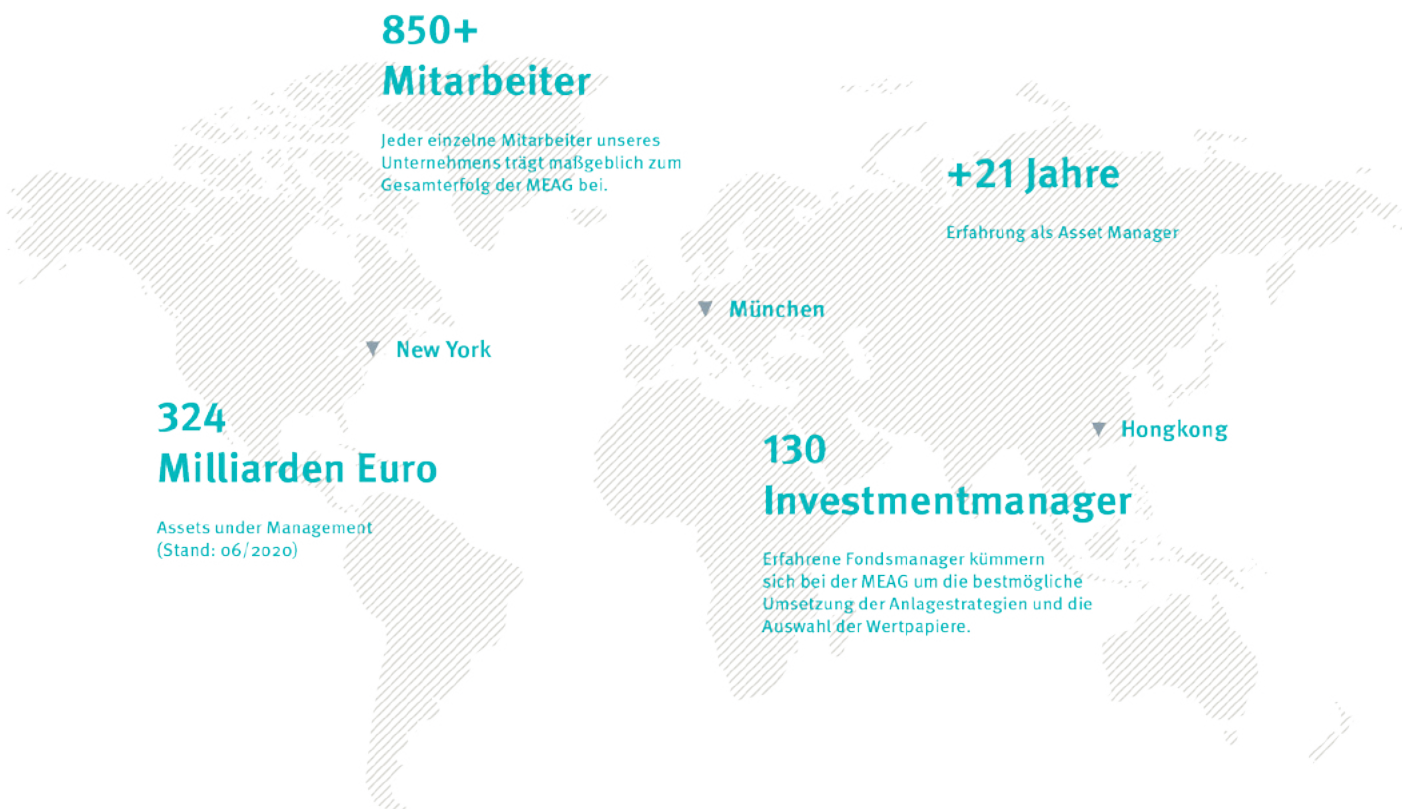 850+
Mitarbeiter
Jeder einzelne Mitarbeiter unseres
Unternehmens trägt maßgeblich zum
Gesamterfolg der MEAG bei.
+21 Jahre
Erfahrung als Asset Manager
München
New York
324
Milliarden Euro
Assets under Management
(Stand: 06/2020)
Hongkong
130
Investmentmanager
Erfahrene Fondsmanager kümmern
sich bei der MEAG um die bestmögliche
Umsetzung der Anlagestrategien und die
Auswahl der Wertpapiere.